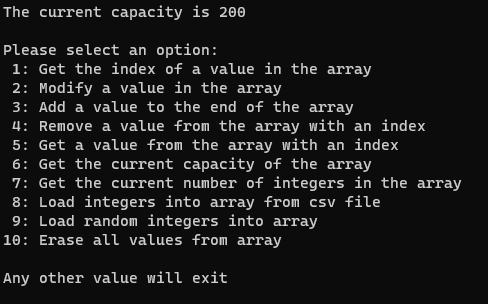 The current capacity is 200
Please select an option:
1: Get the index of a value in the array
2: Modify a value in the array
3: Add a value to the end of the array
4: Remove a value from the array with an index
5: Get a value from the array with an index
6: Get the current capacity of the array
7: Get the current number of integers in the array
8: Load integers into array from csv file
9: Load random integers into array
10: Erase all values from array
Any other value will exit